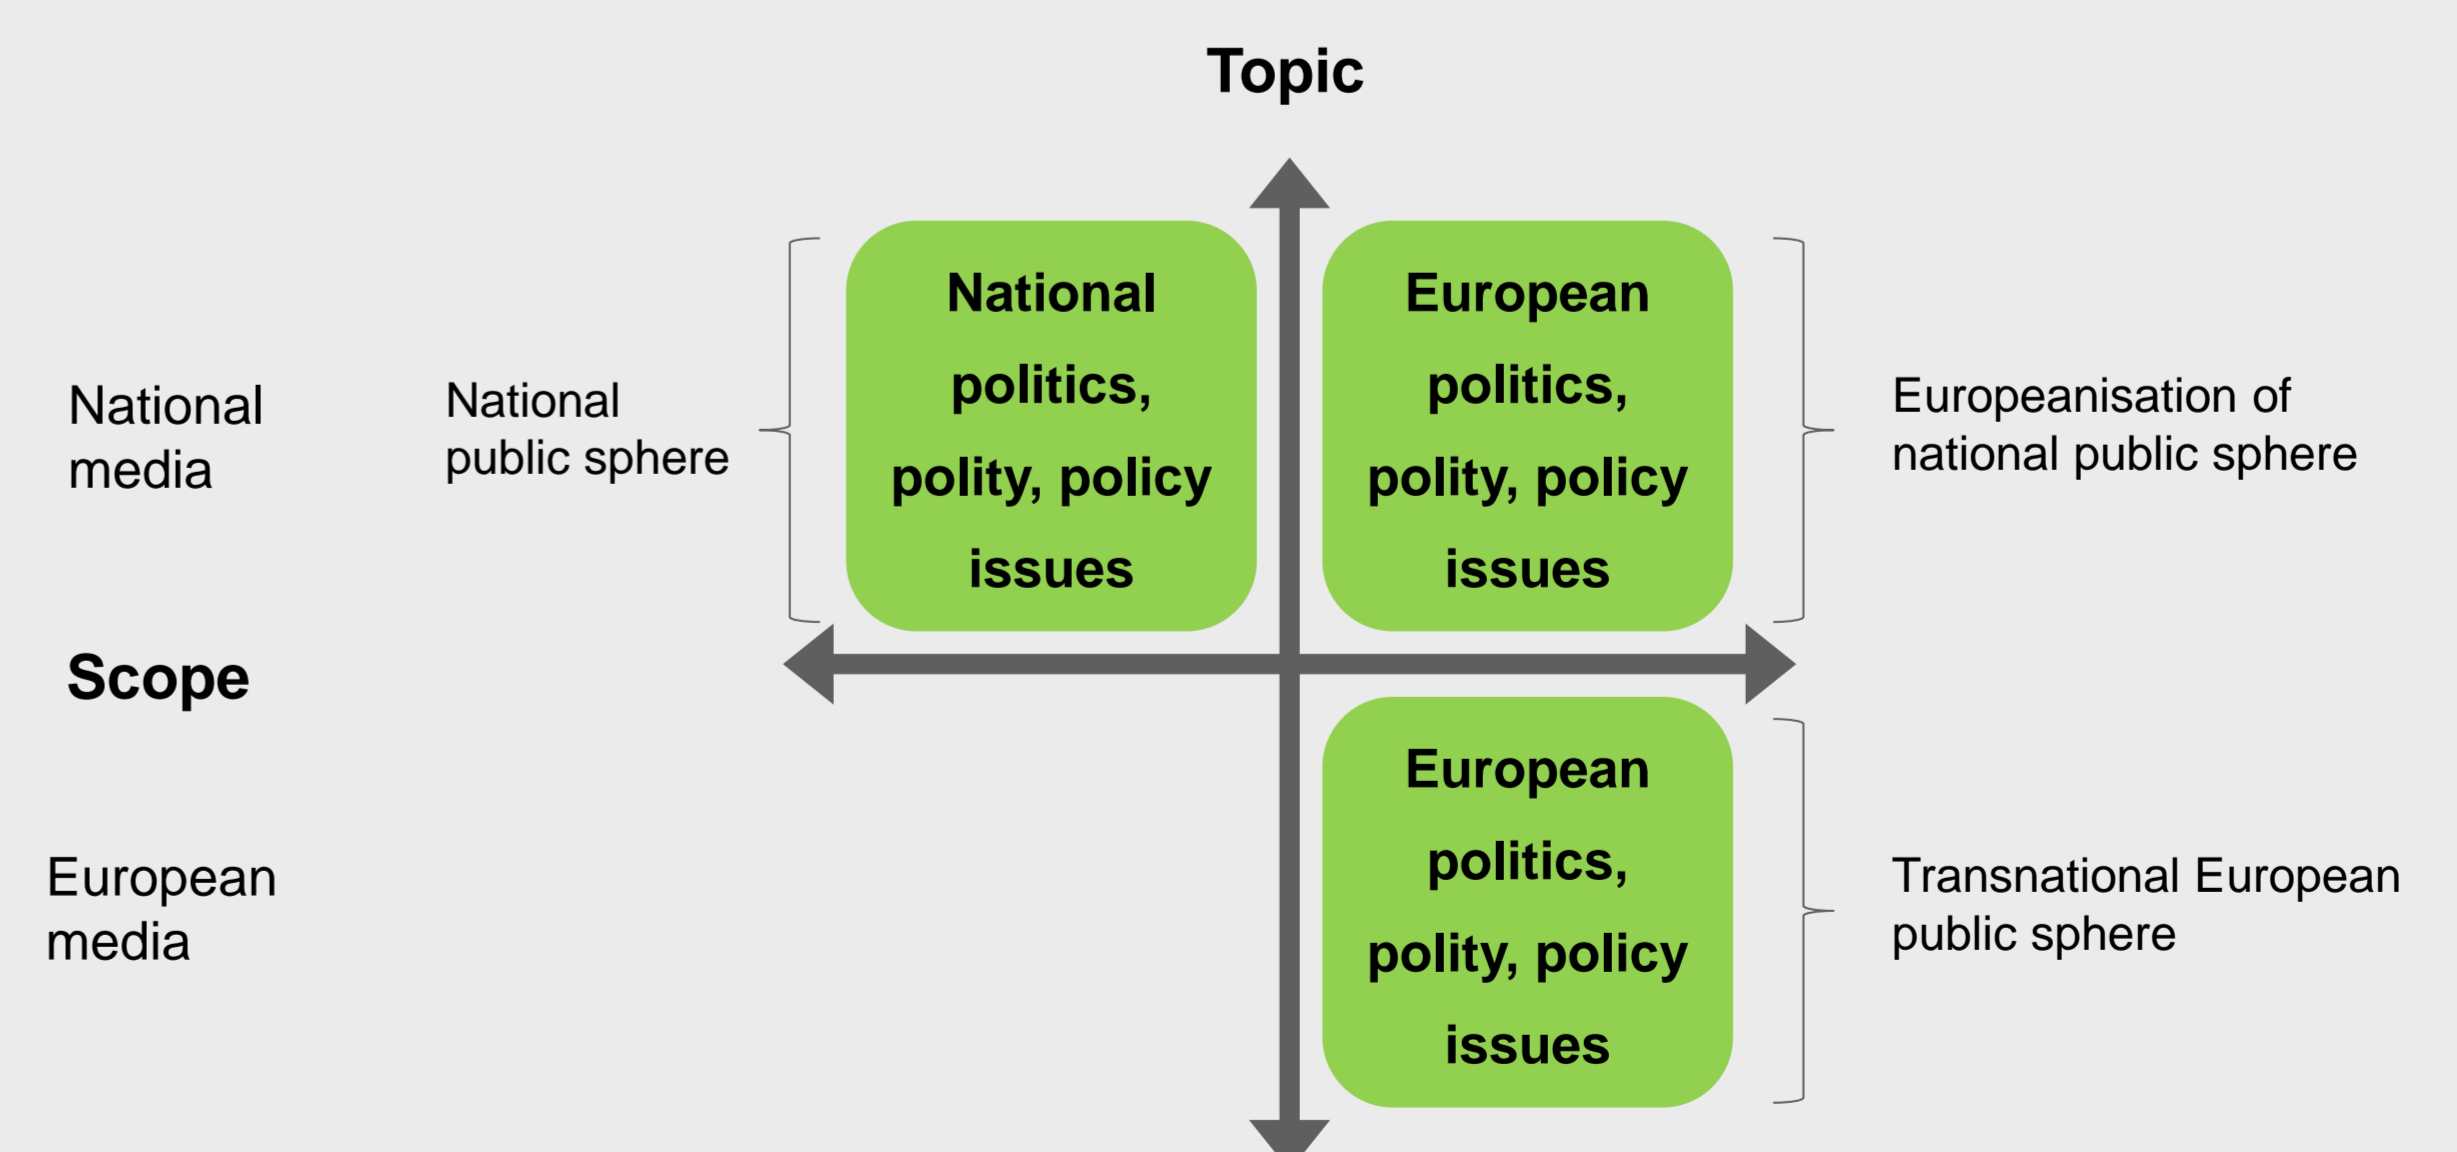 Topic
National
media
National
public sphere
National
politics,
polity, policy
issues
European
politics,
polity, policy
issues
Europeanisation of
national public sphere
Scope
European
media
European
politics,
polity, policy
issues
Transnational European
public sphere